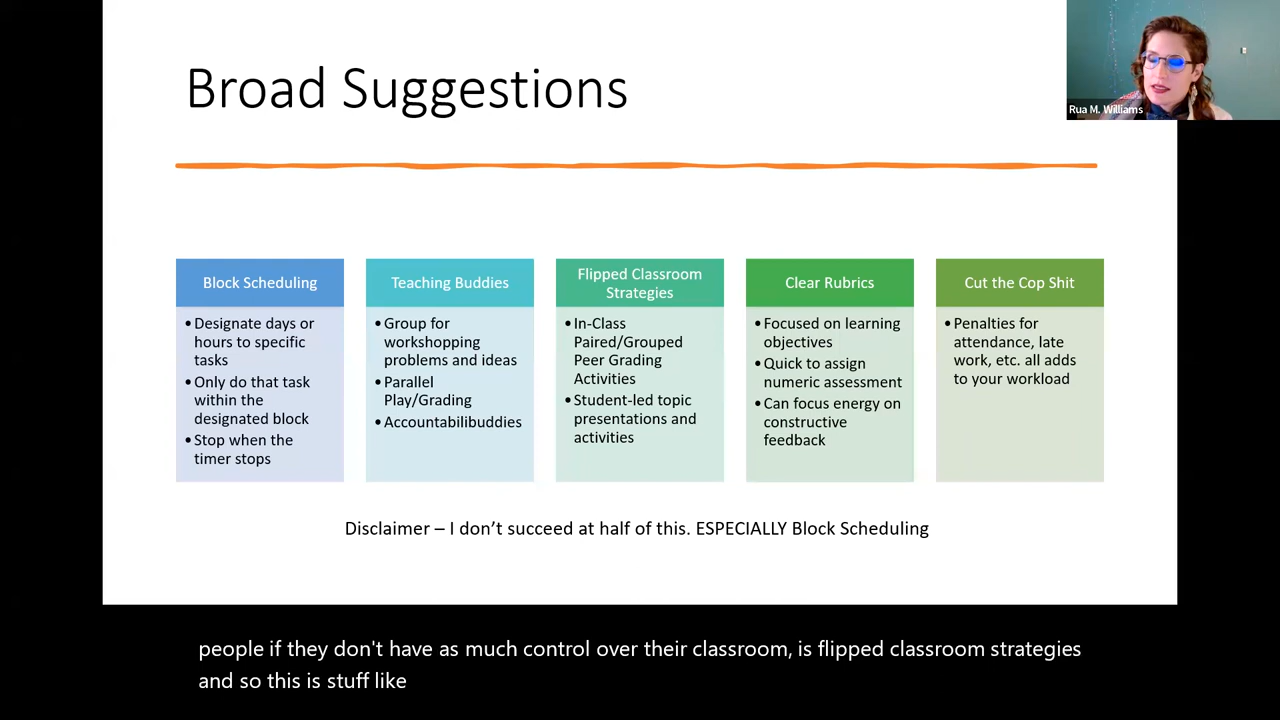 Broad Suggestions
Rua M. Williams
Block Scheduling
•Designate days or
hours to specific
tasks
•Only do that task
within the
designated block
•Stop when the
timer stops
Teaching Buddies
•Group for
workshopping
problems and ideas
•Parallel
Play/Grading
•Accountabilibuddies
Flipped Classroom
Strategies
•In-Class
Paired/Grouped
Peer Grading
Activities
•Student-led topic
presentations and
activities
Clear Rubrics
•Focused on learning
objectives
•Quick to assign
numeric assessment
•Can focus energy on
constructive
feedback
Cut the Cop Shit
•Penalties for
attendance, late
work, etc. all adds
to your workload
Disclaimer – I don’t succeed at half of this. ESPECIALLY Block Scheduling
people if they don't have as much control over their classroom, is flipped classroom strategies
and so this is stuff like